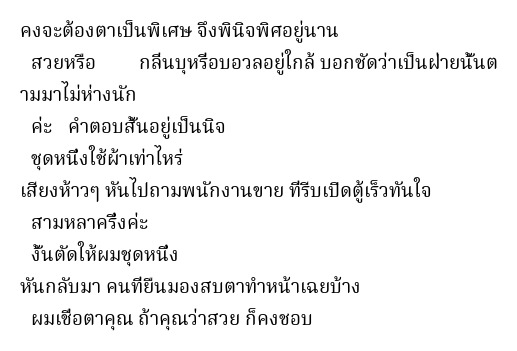 คงจะต้องตาเป็นพิเศษ จึงพินิจพิศอยู่นาน
สวยหรือ กลิ่นบุหรี่อบอวลอยู่ใกล้ บอกชัดว่าเป็นฝ่ายนั้นต
ามมาไม่ห่างนัก
ค่ะ คำตอบสั้นอยู่เป็นนิจ
ชุดหนึ่งใช้ผ้าเท่าไหร่
เสียงห้าวๆ หันไปถามพนักงานขาย ที่รีบเปิดตู้เร็วทันใจ
สามหลาครึ่งค่ะ
งั้นตัดให้ผมชุดหนึ่ง
หันกลับมา คนที่ยืนมองสบตาทำหน้าเฉยบ้าง
ผมเชื่อตาคุณ ถ้าคุณว่าสวย ก็คงชอบ